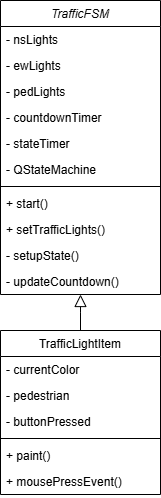 TrafficFSM
- nsLights
- ewLights
- pedLights
- countdownTimer
- stateTimer
- QStateMachine
+ start()
+ setTrafficLights()
- setupState()
- updateCountdown()
TrafficLightItem
- currentColor
- pedestrian
- buttonPressed
+ paint()
+ mousePressEvent()